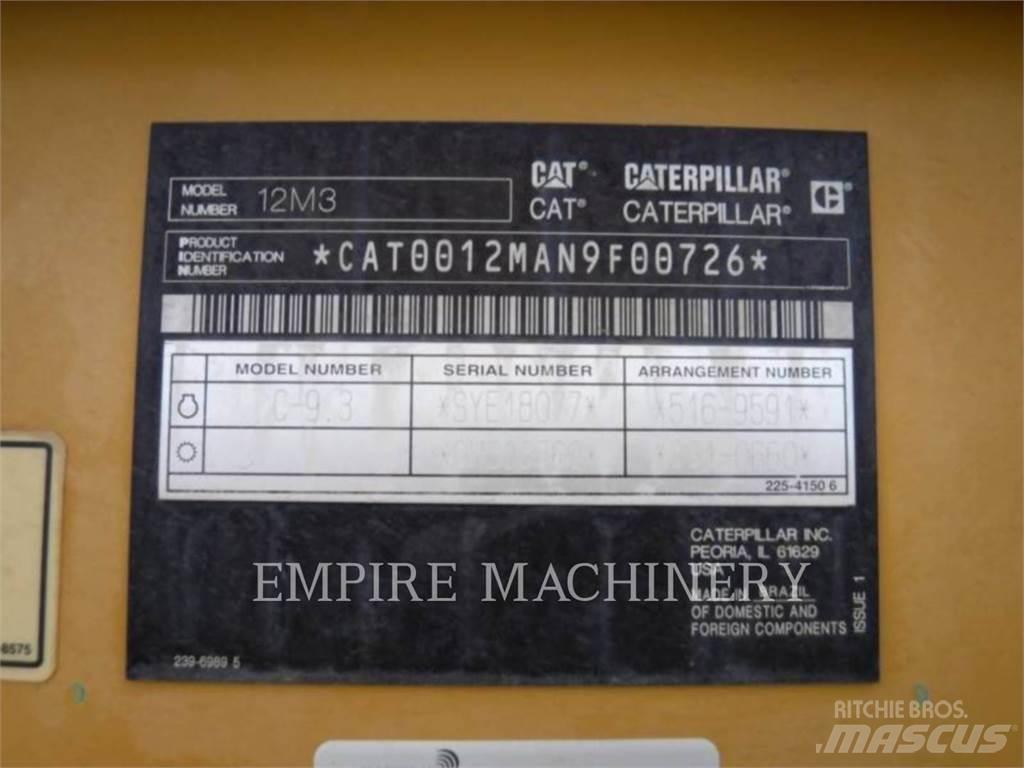 MODEL NUMBER 12M3
CAT® CATERPILLAR®
CAT® CATERPILLAR®
PRODUCT IDENTIFICATION NUMBER *CAT0012MAN9F00726*
MODEL NUMBER SERIAL NUMBER ARRANGEMENT NUMBER
C-9.3 *SYE18077* *516-9591*
225-4150 6
CATERPILLAR INC.
PEORIA, IL 61629
USA
MADE IN BRAZIL
OF DOMESTIC AND
FOREIGN COMPONENTS
ISSUE 1
EMPIRE MACHINERY
239-6989 5
-8575
RITCHIE BROS.
MASCUS